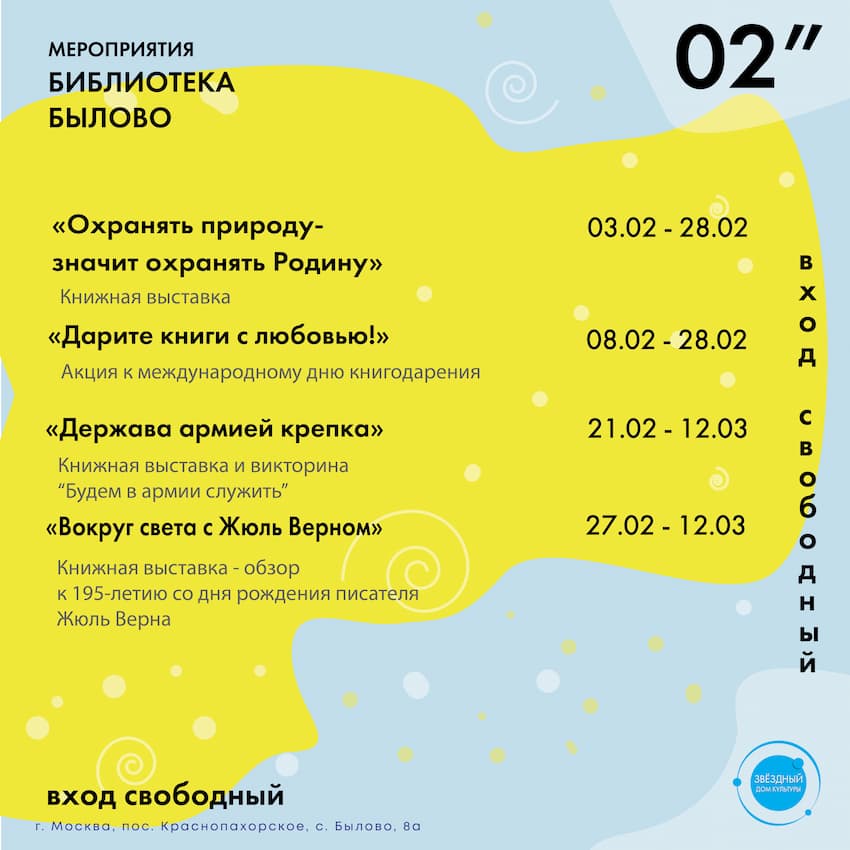 МЕРОПРИЯТИЯ
БИБЛИОТЕКА
БЫЛОВО
02”
«Охранять природу-
значит охранять Родину»
03.02 - 28.02
Книжная выставка
«Дарите книги с любовью!»
08.02 - 28.02
Акция к международному дню книгодарения
«Держава армией крепка»
21.02 - 12.03
Книжная выставка и викторина
“Будем в армии служить”
«Вокруг света с Жюль Верном»
27.02 - 12.03
Книжная выставка - обзор
к 195-летию со дня рождения писателя
Жюль Верна
вход свободный
вход свободный
г. Москва, пос. Краснопахорское, с. Былово, 8а
ЗВЁЗДНЫЙ
ДОМ КУЛЬТУРЫ